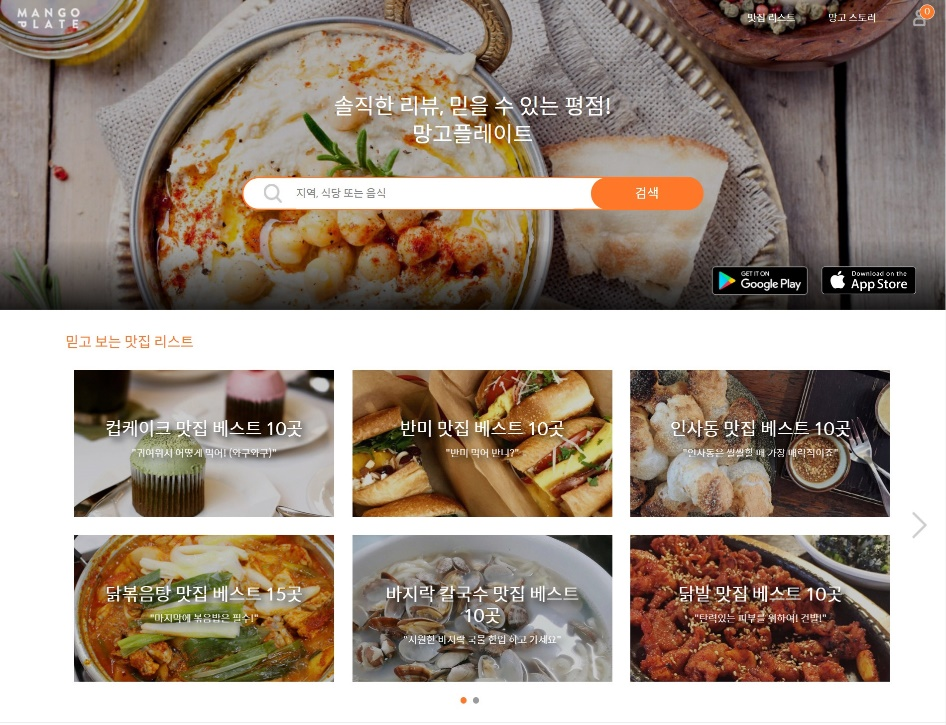 MANGO
PLATE
맛집 리스트
망고 스토리
0
솔직한 리뷰, 믿을 수 있는 평점!
망고플레이트
지역, 식당 또는 음식
검색
GET IT ON
Google Play
Download on the
App Store
믿고 보는 맛집 리스트
컵케이크 맛집 베스트 10곳
"귀여워서 어떻게 먹어! (와구와구)"
반미 맛집 베스트 10곳
"반미 먹어 반니?"
인사동 맛집 베스트 10곳
"인사동은 쌀쌀할 때 가장 매력적이죠"
닭볶음탕 맛집 베스트 15곳
"마지막에 볶음밥은 필수!"
바지락 칼국수 맛집 베스트
10곳
"시원한 바지락 국물 한입 하고 가세요"
닭발 맛집 베스트 10곳
"탄력있는 피부를 위하여! 건발!"